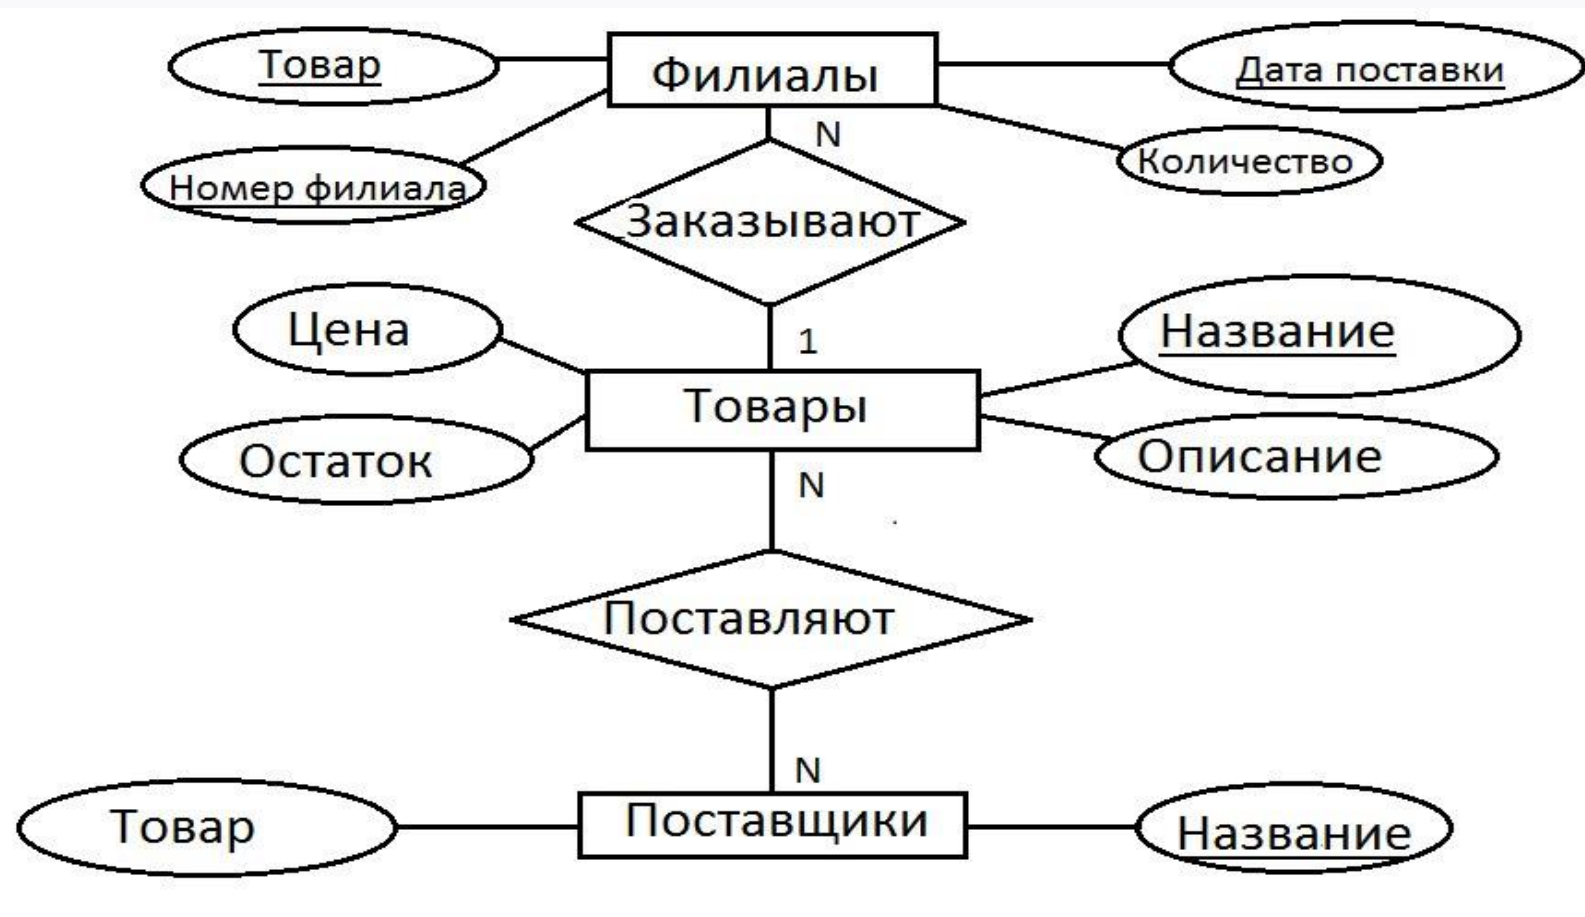 Товар
Филиалы
Дата поставки
N
Количество
Номер филиала
Заказывают
Цена
1
Название
Товары
Остаток
Описание
N
Поставляют
N
Товар
Поставщики
Название